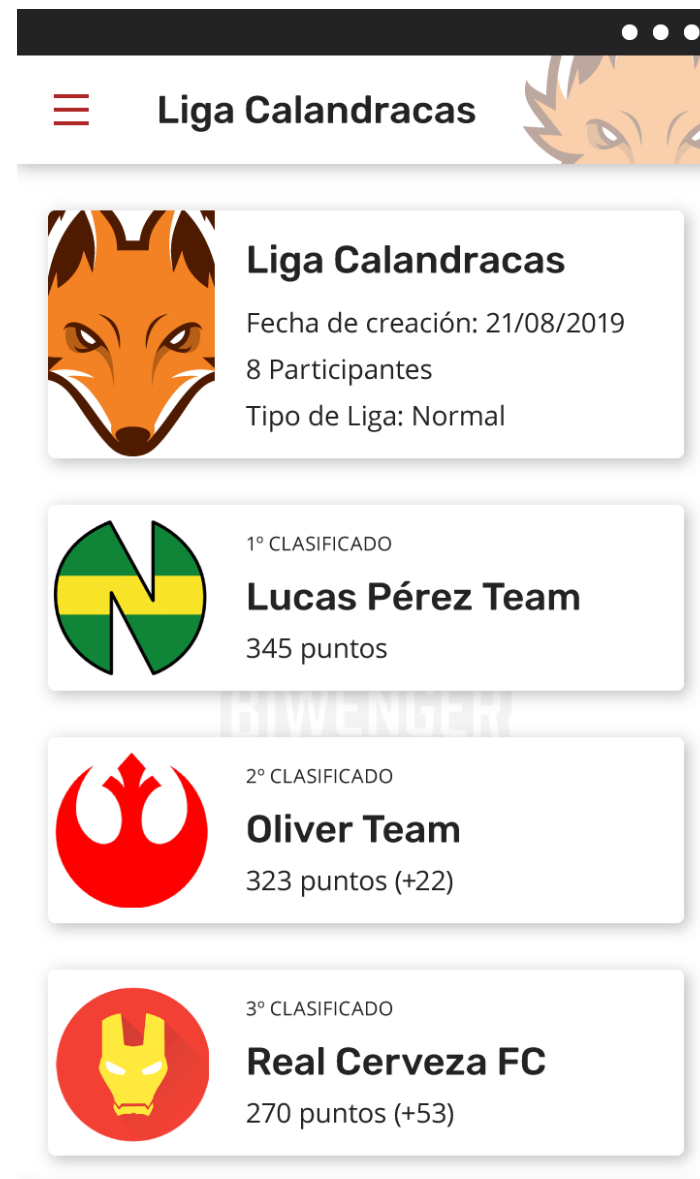 Liga Calandracas
Liga Calandracas
Fecha de creación: 21/08/2019
8 Participantes
Tipo de Liga: Normal
1º CLASIFICADO
Lucas Pérez Team
345 puntos
BIWENGER
2º CLASIFICADO
Oliver Team
323 puntos (+22)
3º CLASIFICADO
Real Cerveza FC
270 puntos (+53)